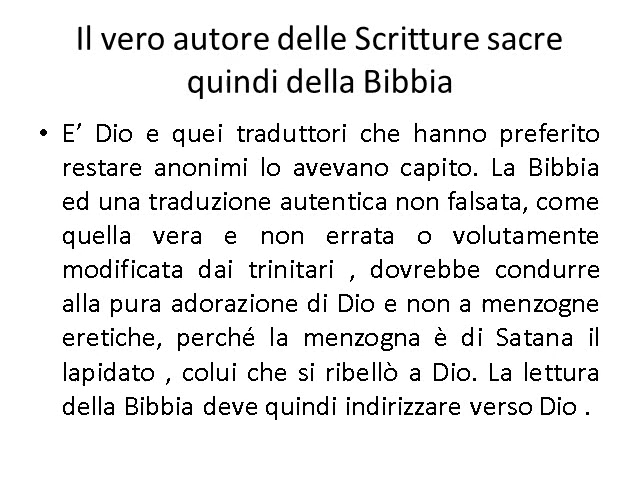 Il vero autore delle Scritture sacre
quindi della Bibbia
• E’ Dio e quei traduttori che hanno preferito
restare anonimi lo avevano capito. La Bibbia
ed una traduzione autentica non falsata, come
quella vera e non errata o volutamente
modificata dai trinitari , dovrebbe condurre
alla pura adorazione di Dio e non a menzogne
eretiche, perché la menzogna è di Satana il
lapidato , colui che si ribellò a Dio. La lettura
della Bibbia deve quindi indirizzare verso Dio .